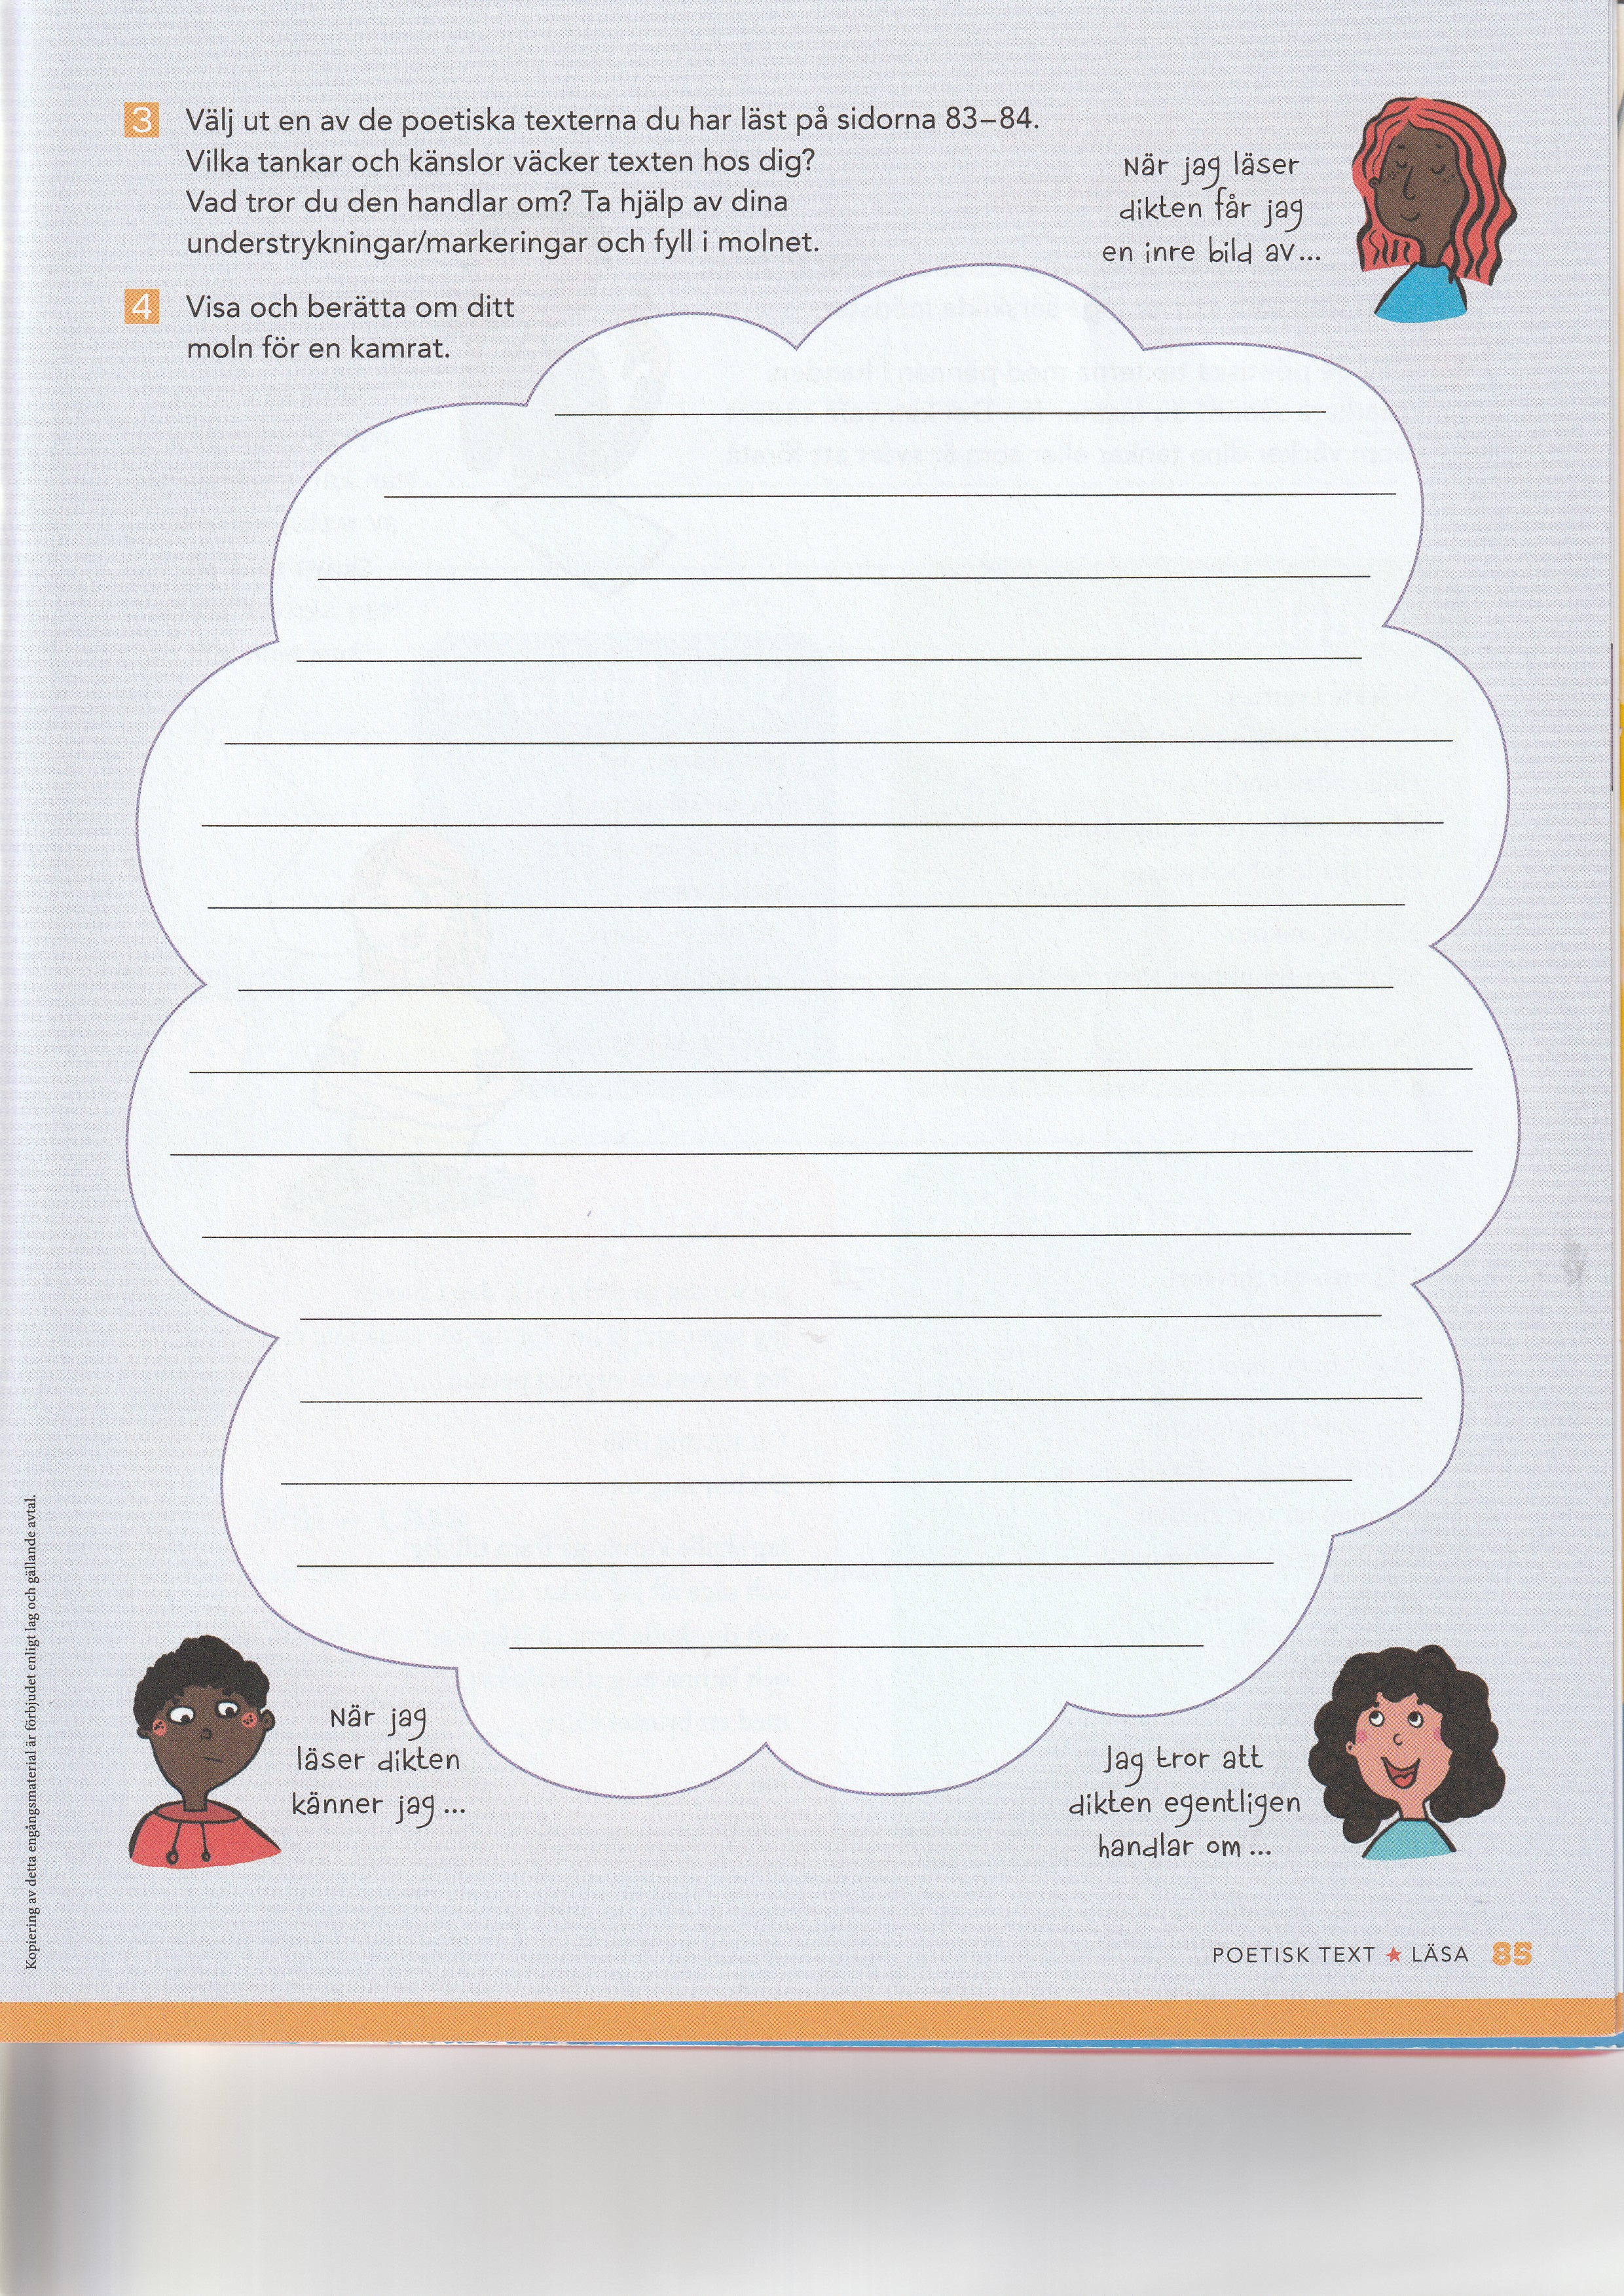 3 Välj ut en av de poetiska texterna du har läst på sidorna 83–84.
Vilka tankar och känslor väcker texten hos dig?
Vad tror du den handlar om? Ta hjälp av dina
understrykningar/markeringar och fyll i molnet.
När jag läser
dikten får jag
en inre bild av...
4 Visa och berätta om ditt
moln för en kamrat.
När jag
läser dikten
känner jag ...
Jag tror att
dikten egentligen
handlar om ...
Kopiering av detta engångsmaterial är förbjudet enligt lag och gällande avtal.
POETISK TEXT ★ LÄSA 85